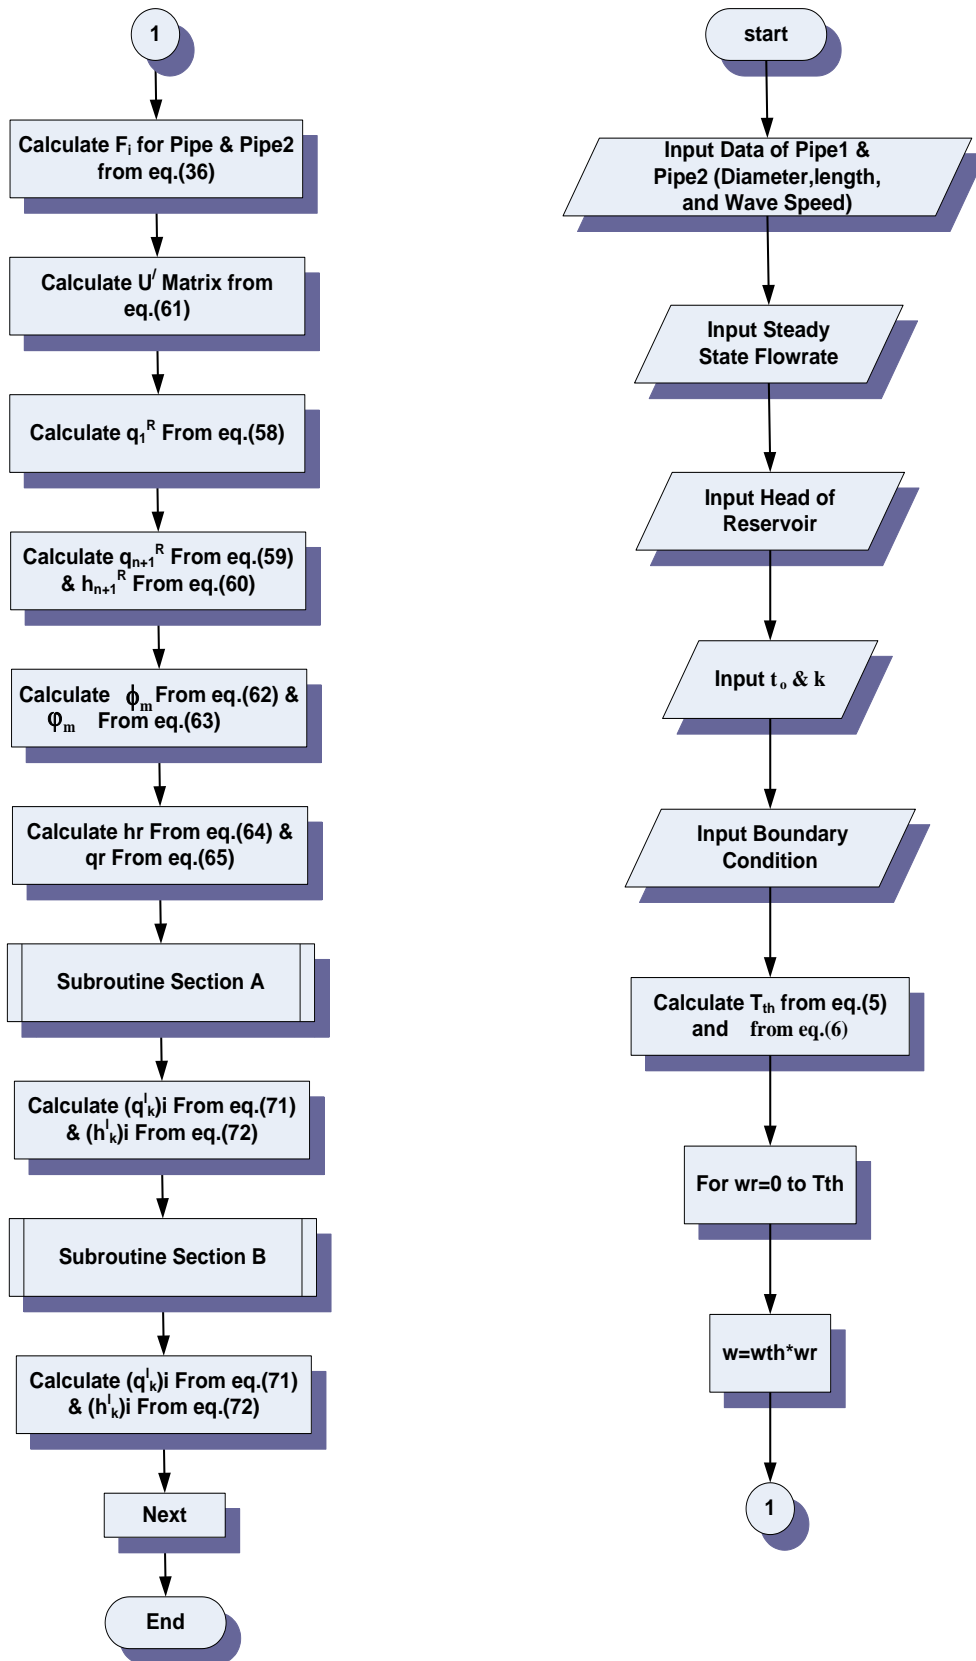 1
Calculate Fi for Pipe & Pipe2
from eq.(36)
Calculate U/ Matrix from
eq.(61)
Calculate q1R From eq.(58)
Calculate qn+1R From eq.(59)
& hn+1R From eq.(60)
Calculate ϕm From eq.(62) &
φm From eq.(63)
Calculate hr From eq.(64) &
qr From eq.(65)
Subroutine Section A
Calculate (qlk)i From eq.(71)
& (hlk)i From eq.(72)
Subroutine Section B
Calculate (qlk)i From eq.(71)
& (hlk)i From eq.(72)
Next
End
start
Input Data of Pipe1 &
Pipe2 (Diameter,length,
and Wave Speed)
Input Steady
State Flowrate
Input Head of
Reservoir
Input to & k
Input Boundary
Condition
Calculate Tth from eq.(5)
and from eq.(6)
For wr=0 to Tth
w=wth*wr
1